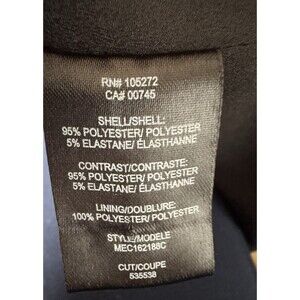 RN# 105272
CA# 00745
SHELL/SHELL:
95% POLYESTER/ POLYESTER
5% ELASTANE/ ÉLASTHANNE
CONTRAST/CONTRASTE:
95% POLYESTER/ POLYESTER
5% ELASTANE/ ÉLASTHANNE
LINING/DOUBLURE:
100% POLYESTER/ POLYESTER
STYLE/MODELE
MEC162188C
CUT/COUPE
535538